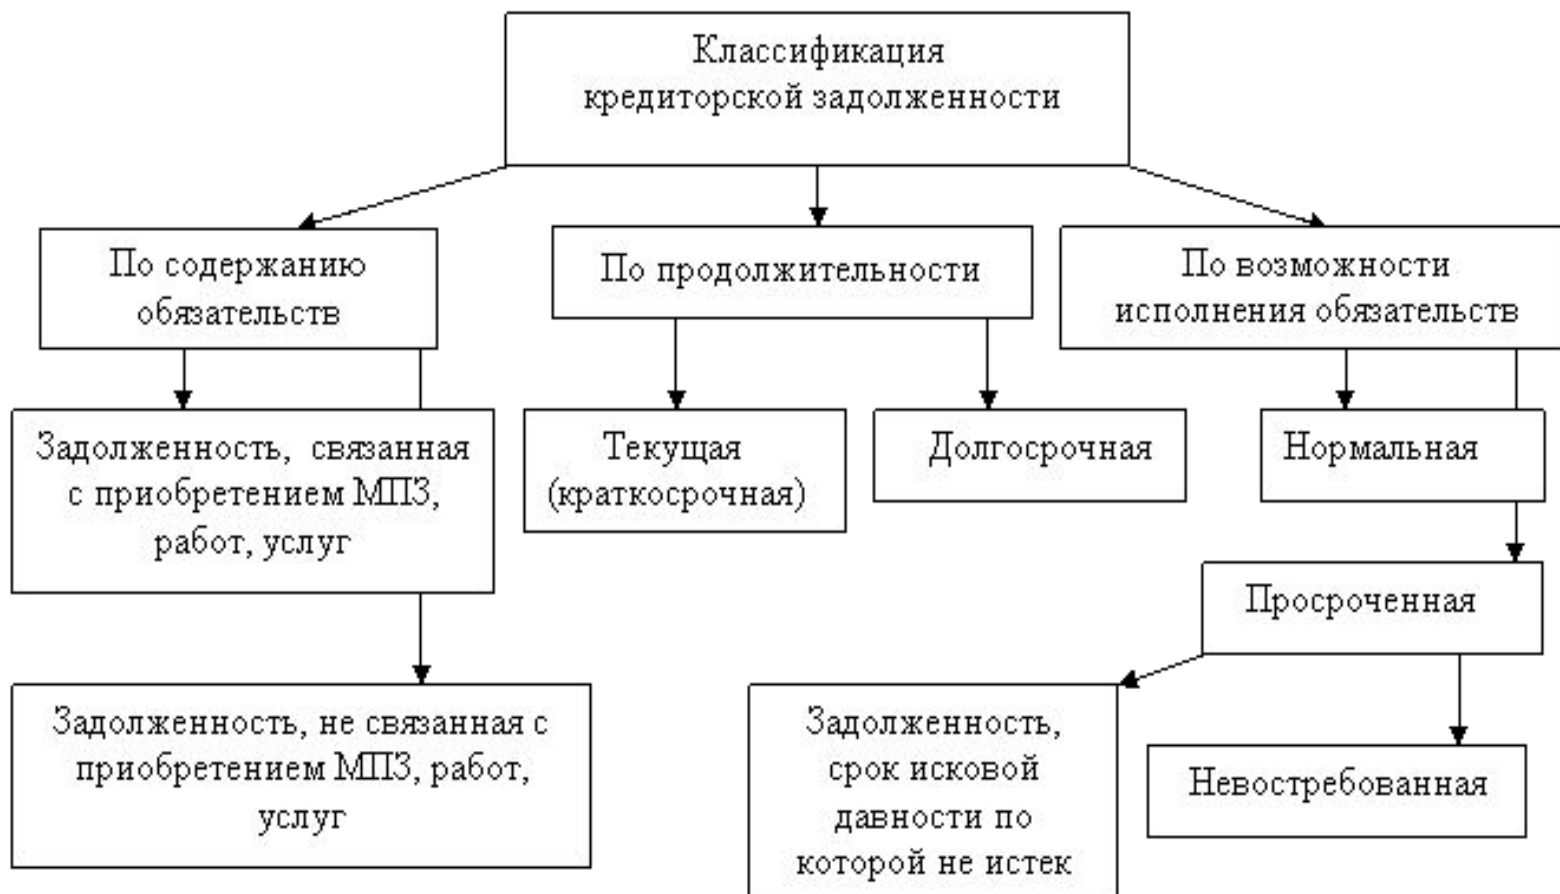 Классификация
кредиторской задолженности
По содержанию
обязательств
По продолжительности
По возможности
исполнения обязательств
Задолженность, связанная
с приобретением МПЗ,
работ, услуг
Текущая
(краткосрочная)
Долгосрочная
Нормальная
Просроченная
Задолженность, не связанная с
приобретением МПЗ, работ,
услуг
Задолженность,
срок исковой
давности по
которой не истек
Невостребованная